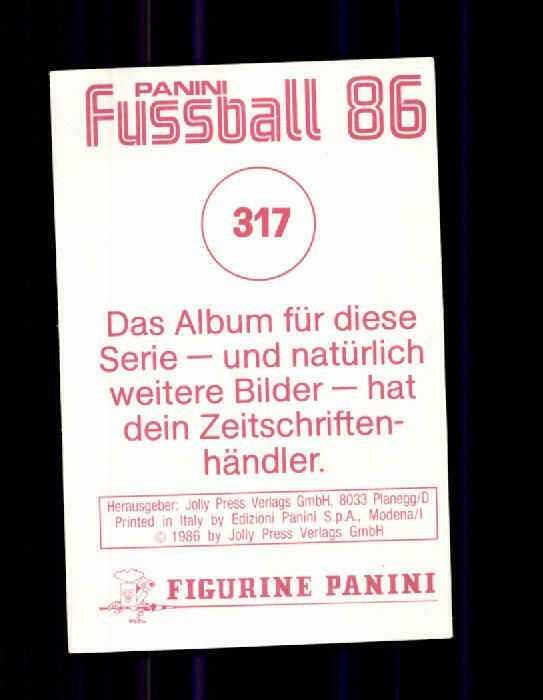 PANINI
Fussball 86
317
Das Album für diese
Serie — und natürlich
weitere Bilder — hat
dein Zeitschriften-
händler.
Herausgeber: Jolly Press Verlags GmbH, 8033 Planegg/D
Printed in Italy by Edizioni Panini S.p.A., Modena/I
© 1986 by Jolly Press Verlags GmbH
FIGURINE PANINI